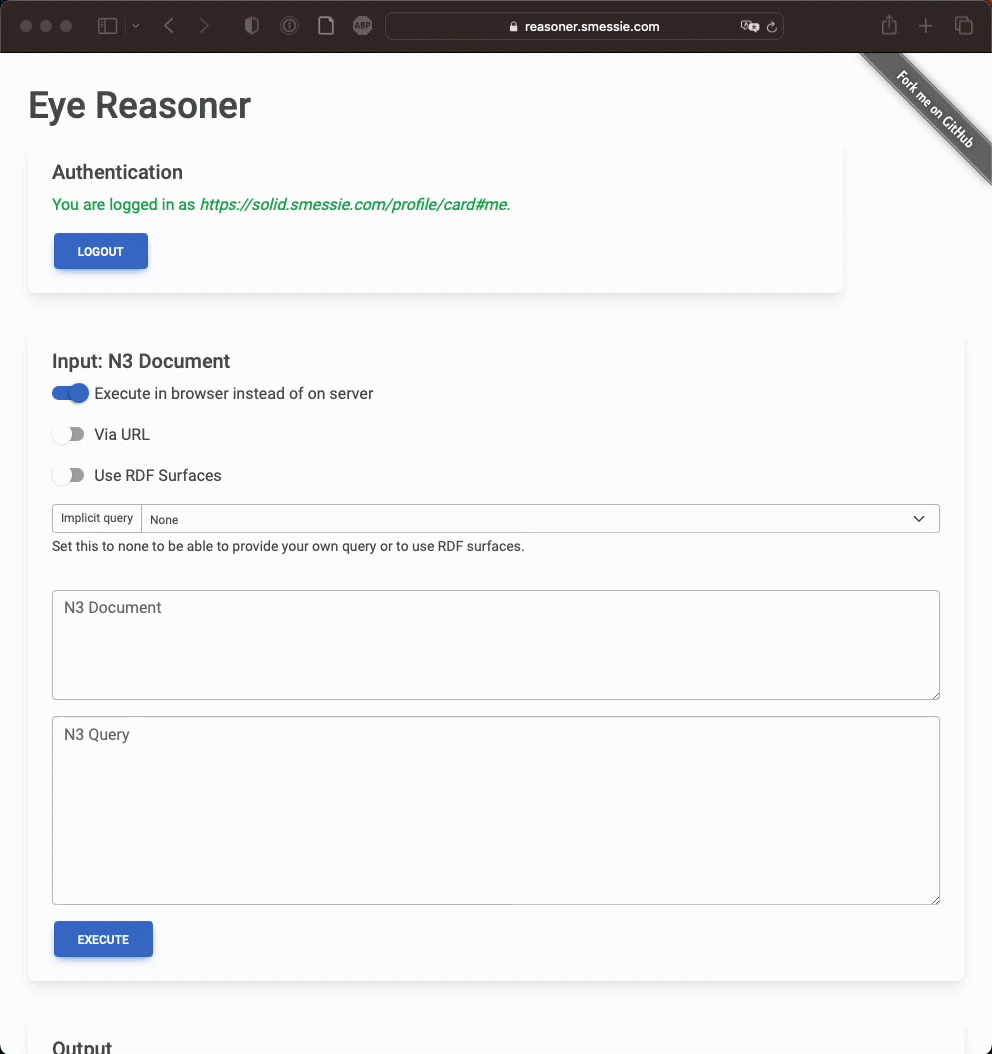 reasoner.smessie.com
ABP
Fork me on GitHub
Eye Reasoner
Authentication
You are logged in as https://solid.smessie.com/profile/card#me.
LOGOUT
Input: N3 Document
Execute in browser instead of on server
Via URL
Use RDF Surfaces
Implicit query None
Set this to none to be able to provide your own query or to use RDF surfaces.
N3 Document
N3 Query
EXECUTE
Output